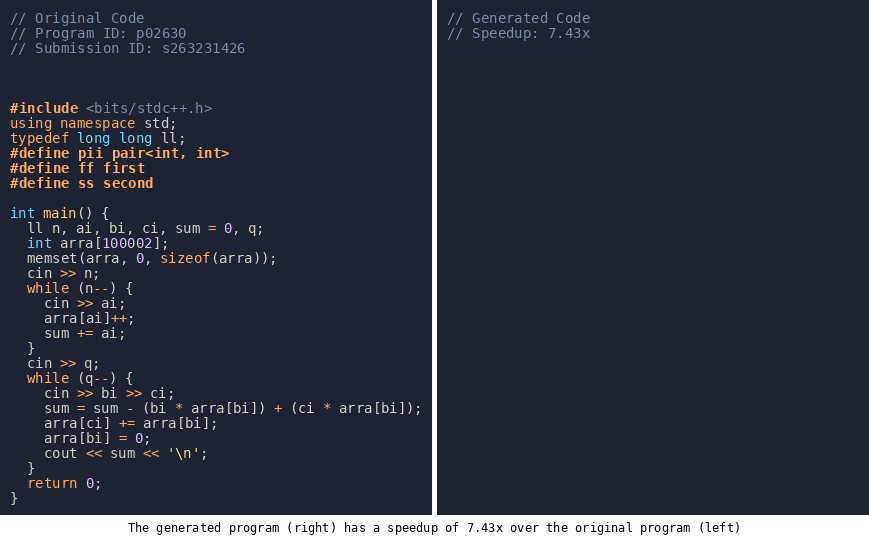 // Original Code
// Program ID: p02630
// Submission ID: s263231426
#include <bits/stdc++.h>
using namespace std;
typedef long long ll;
#define pii pair<int, int>
#define ff first
#define ss second
int main() {
  ll n, ai, bi, ci, sum = 0, q;
  int arra[100002];
  memset(arra, 0, sizeof(arra));
  cin >> n;
  while (n--) {
    cin >> ai;
    arra[ai]++;
    sum += ai;
  }
  cin >> q;
  while (q--) {
    cin >> bi >> ci;
    sum = sum - (bi * arra[bi]) + (ci * arra[bi]);
    arra[ci] += arra[bi];
    arra[bi] = 0;
    cout << sum << '\n';
  }
  return 0;
}
// Generated Code
// Speedup: 7.43x
The generated program (right) has a speedup of 7.43x over the original program (left)